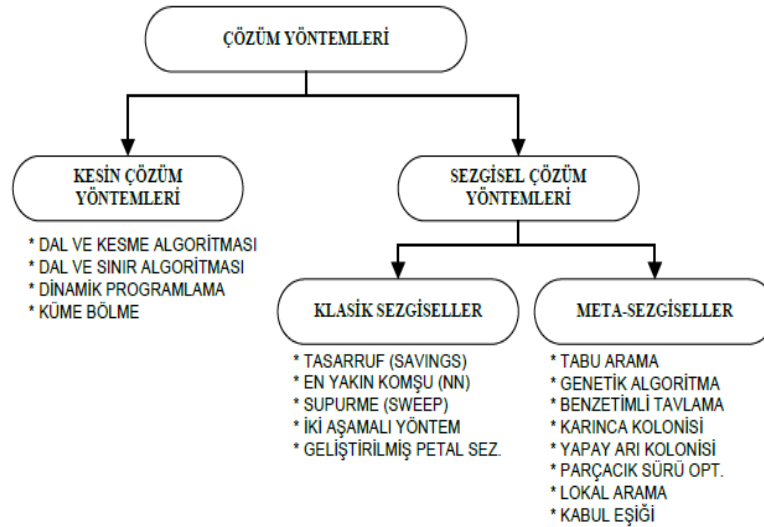 ÇÖZÜM YÖNTEMLERİ
KESİN ÇÖZÜM
YÖNTEMLERİ
* DAL VE KESME ALGORİTMASI
* DAL VE SINIR ALGORİTMASI
* DİNAMİK PROGRAMLAMA
* KÜME BÖLME
SEZGİSEL ÇÖZÜM
YÖNTEMLERİ
KLASİK SEZGİSELLER
* TASARRUF (SAVINGS)
* EN YAKIN KOMŞU (NN)
* SUPURME (SWEEP)
* İKİ AŞAMALI YÖNTEM
* GELİŞTİRİLMİŞ PETAL SEZ.
META-SEZGİSELLER
* TABU ARAMA
* GENETİK ALGORİTMA
* BENZETİMLİ TAVLAMA
* KARINCA KOLONİSİ
* YAPAY ARI KOLONİSİ
* PARÇACIK SÜRÜ OPT.
* LOKAL ARAMA
* KABUL EŞİĞİ